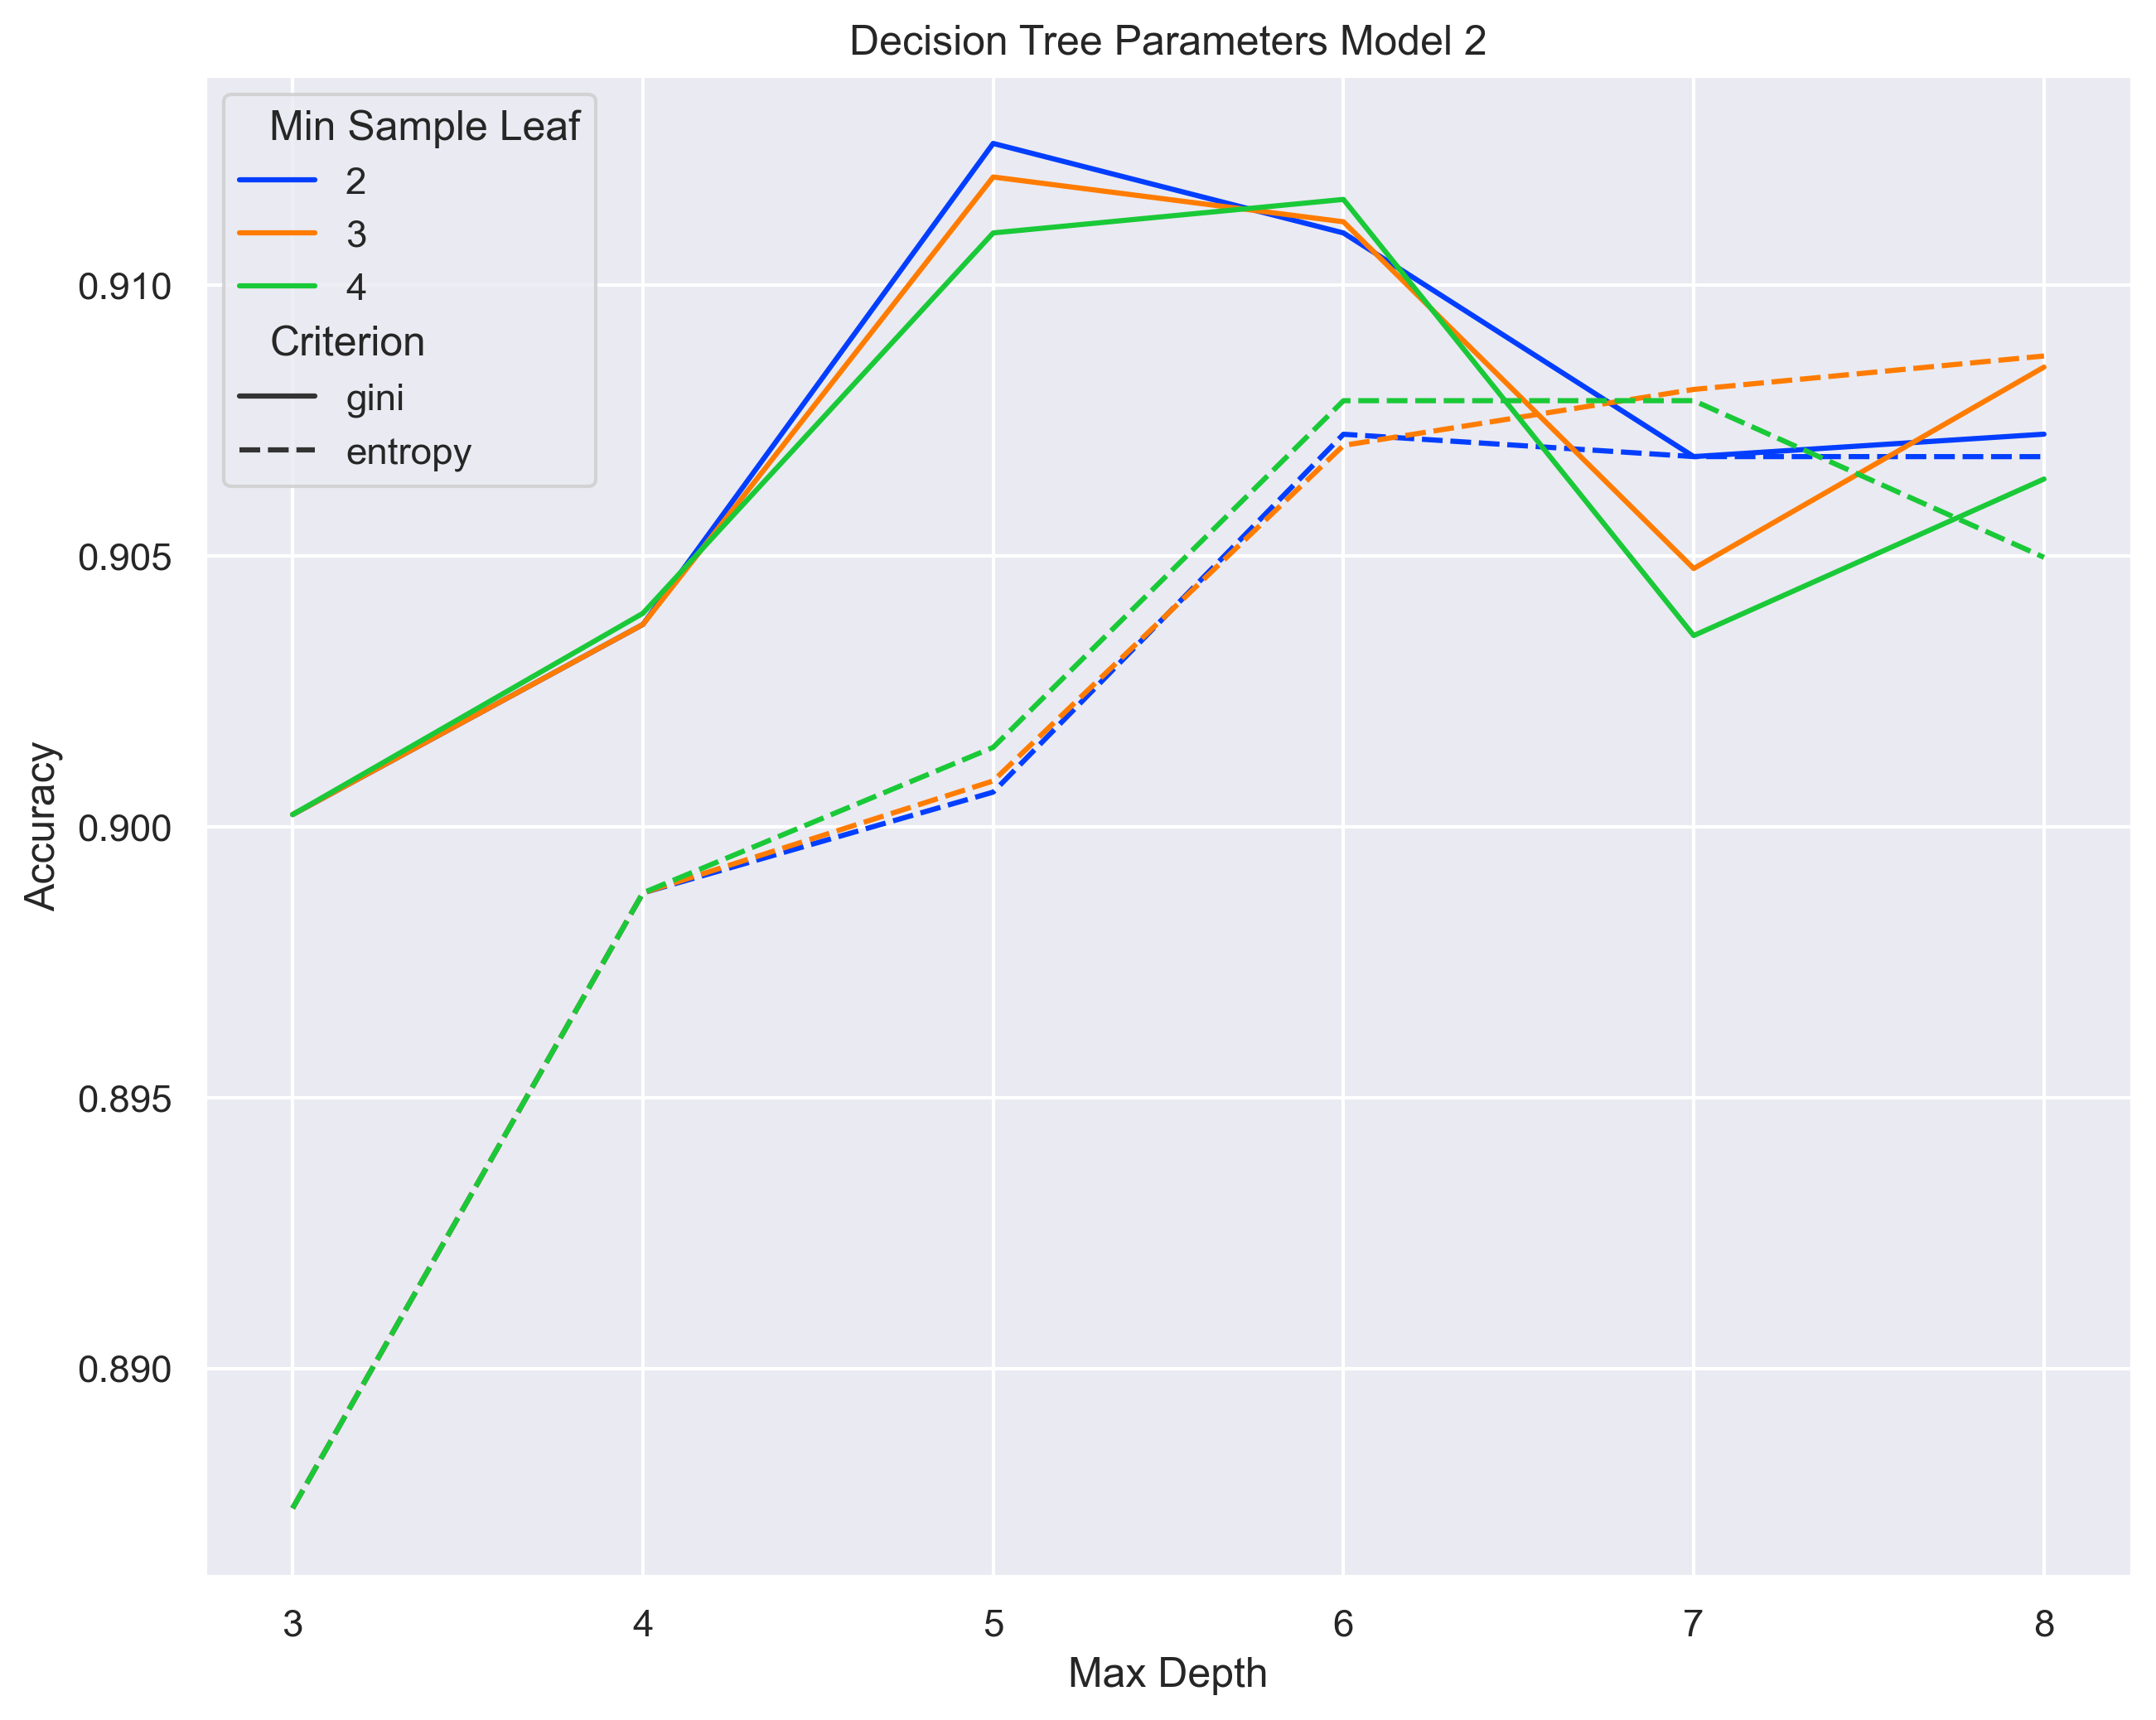 Decision Tree Parameters Model 2
Min Sample Leaf
2
3
4
Criterion
gini
entropy
0.910
0.905
0.900
0.895
0.890
Accuracy
3 4 5 6 7 8
Max Depth